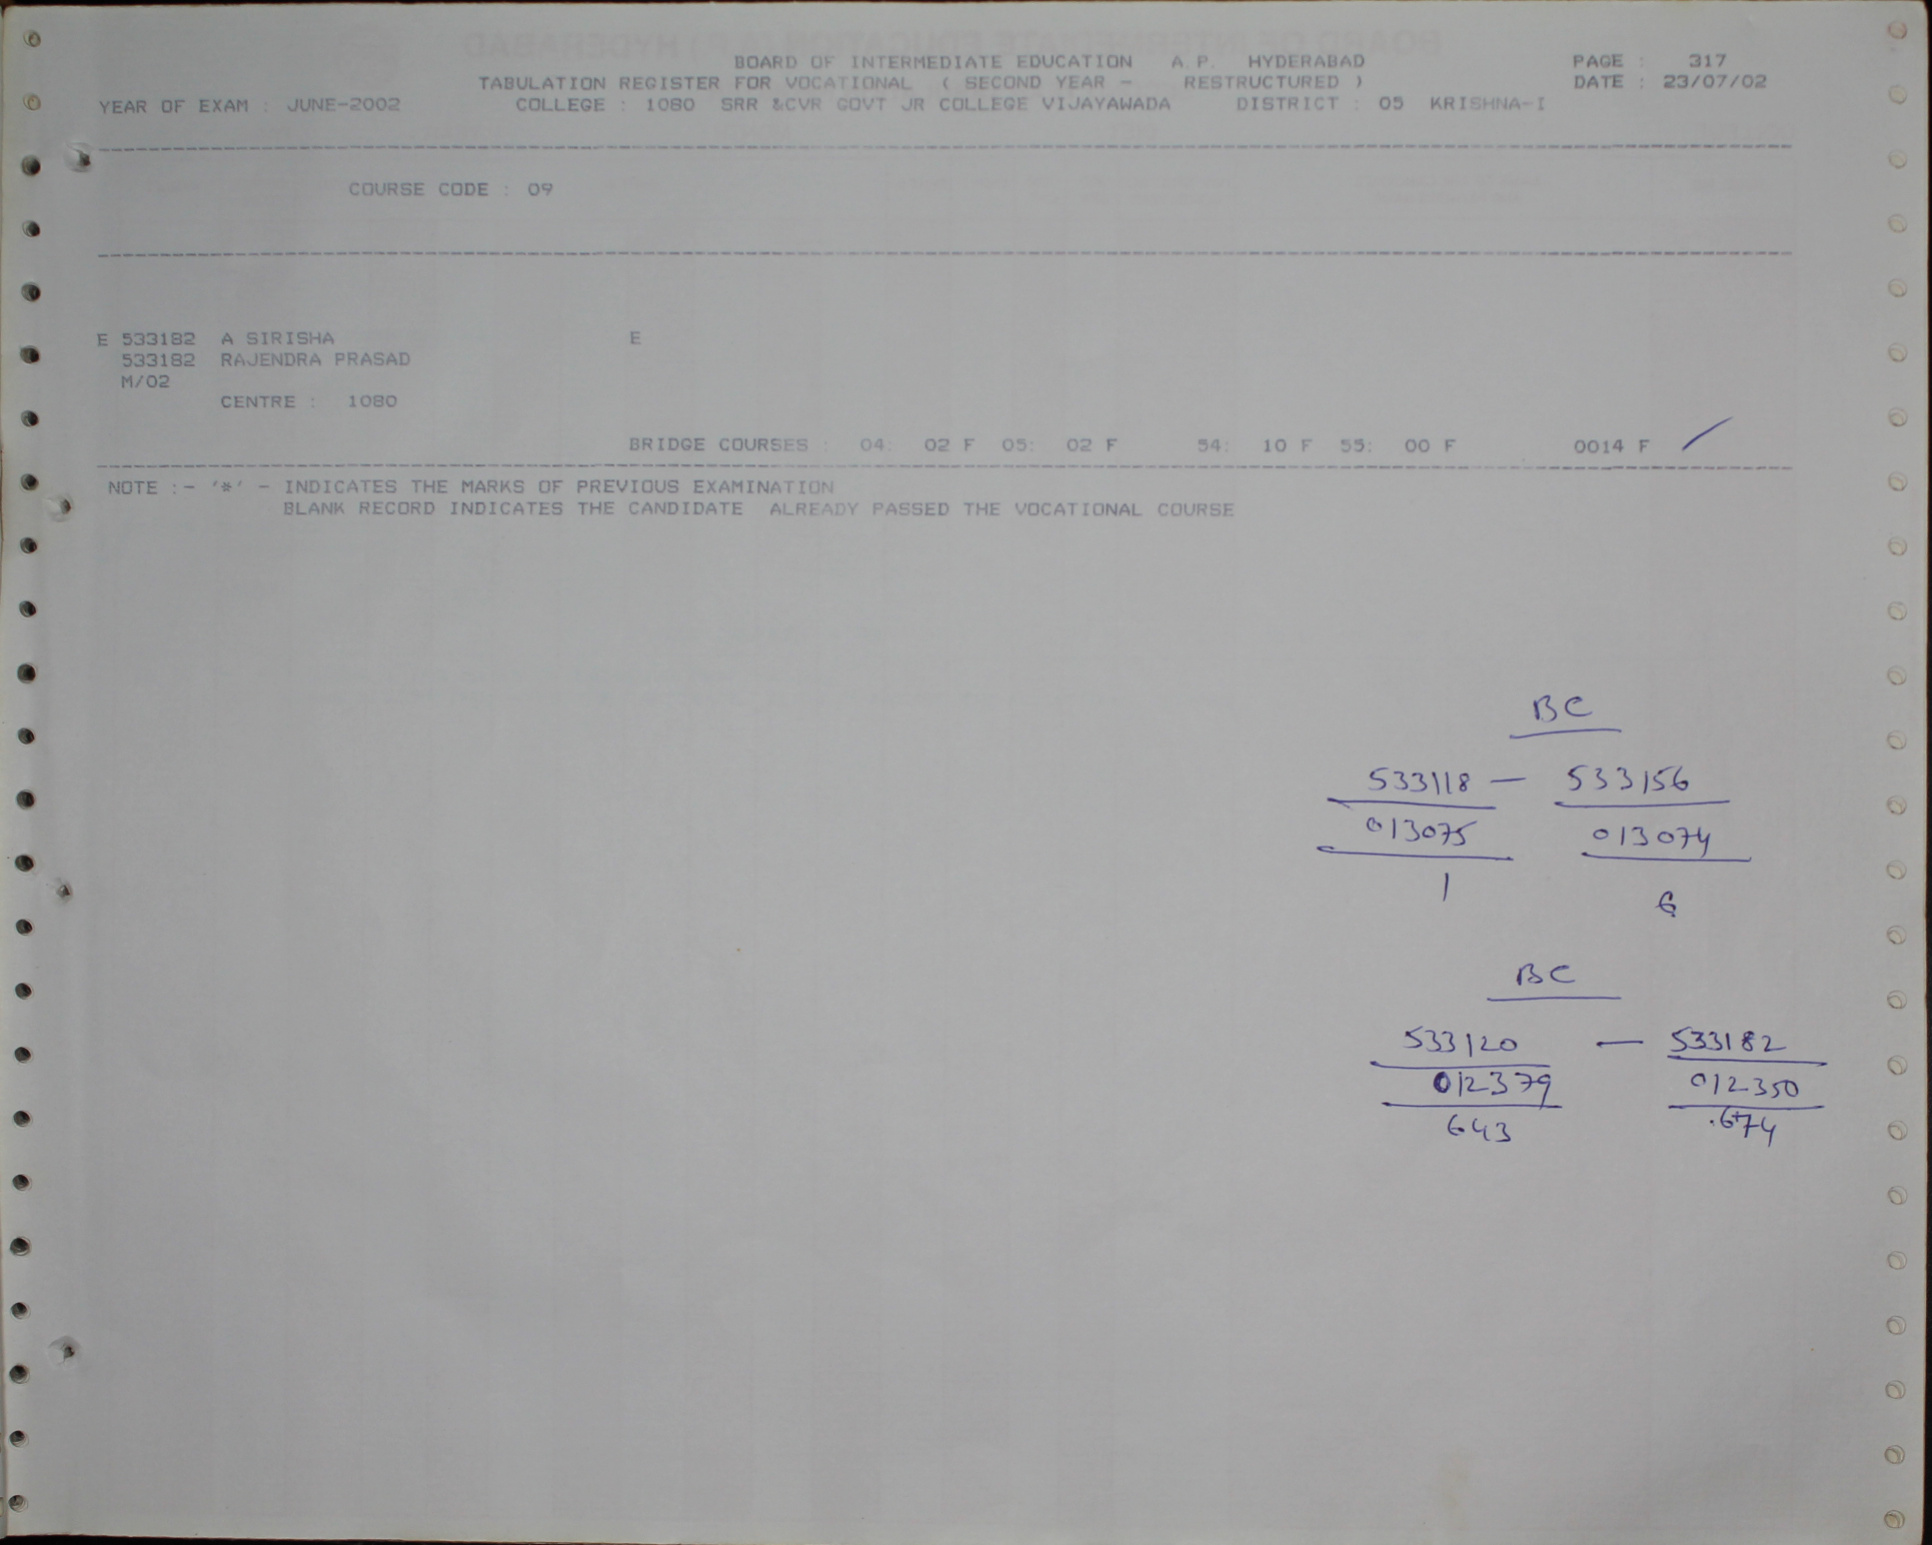 BOARD OF INTERMEDIATE EDUCATION A.P. HYDERABAD PAGE : 317
TABULATION REGISTER FOR VOCATIONAL ( SECOND YEAR - RESTRUCTURED ) DATE : 23/07/02
YEAR OF EXAM : JUNE-2002 COLLEGE : 1080 SRR &CVR GOVT JR COLLEGE VIJAYAWADA DISTRICT : 05 KRISHNA-I
COURSE CODE : 09
E 533182 A SIRISHA E
533182 RAJENDRA PRASAD
M/02
CENTRE : 1080
BRIDGE COURSES : 04: 02 F 05: 02 F 54: 10 F 55: 00 F 0014 F
NOTE :- '*' - INDICATES THE MARKS OF PREVIOUS EXAMINATION
BLANK RECORD INDICATES THE CANDIDATE ALREADY PASSED THE VOCATIONAL COURSE
BC
533118 — 533156
013075 013074
1 6
BC
533120 — 533182
012379 012350
643 674